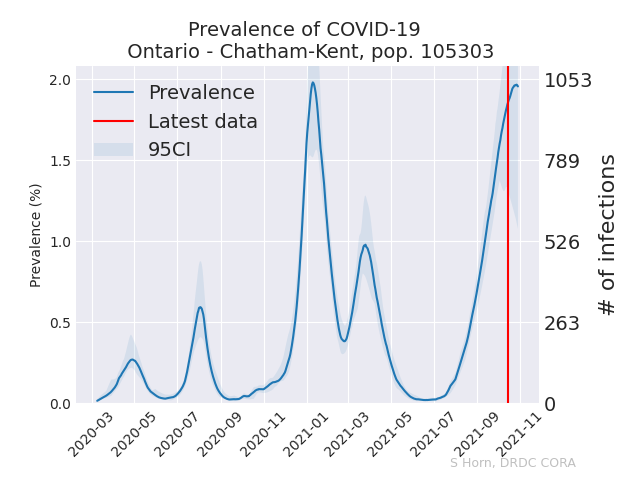 Prevalence of COVID-19
Ontario - Chatham-Kent, pop. 105303
Prevalence
Latest data
95CI
Prevalence (%)
2.0
1.5
1.0
0.5
0.0
1053
789
526
263
0
# of infections
2020-03
2020-05
2020-07
2020-09
2020-11
2021-01
2021-03
2021-05
2021-07
2021-09
2021-11
S Horn, DRDC CORA